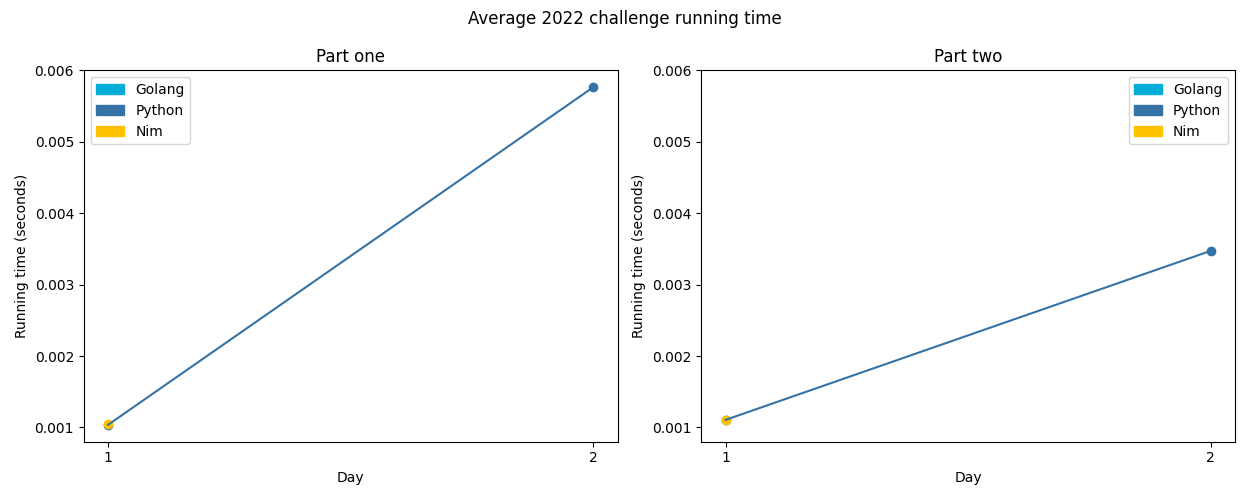 Average 2022 challenge running time
Part one
0.006
0.005
0.004
0.003
0.002
0.001
Running time (seconds)
Golang
Python
Nim
1
2
Day
Part two
0.006
0.005
0.004
0.003
0.002
0.001
Running time (seconds)
Golang
Python
Nim
1
2
Day